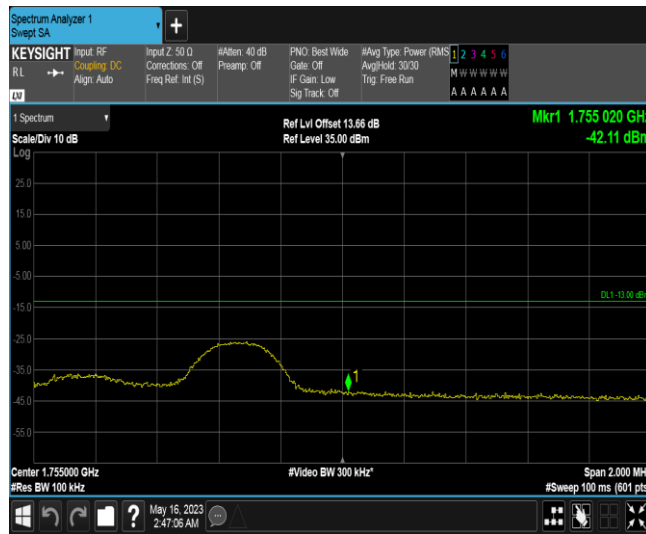 Spectrum Analyzer 1
Swept SA
+
KEYSIGHT
RL
LXI
Input: RF
Coupling: DC
Align: Auto
Input Z: 50 Ω
Corrections: Off
Freq Ref: Int (S)
#Atten: 40 dB
Preamp: Off
PNO: Best Wide
Gate: Off
IF Gain: Low
Sig Track: Off
#Avg Type: Power (RMS
Avg|Hold: 30/30
Trig: Free Run
1 2 3 4 5 6
M W W W W W
A A A A A A
1 Spectrum
Scale/Div 10 dB
Log
Ref Lvl Offset 13.66 dB
Ref Level 35.00 dBm
Mkr1 1.755 020 GHz
-42.11 dBm
25.0
15.0
5.00
-5.00
DL1 -13.00 dBm
-15.0
-25.0
-35.0
1
-45.0
-55.0
Center 1.755000 GHz
#Res BW 100 kHz
#Video BW 300 kHz*
Span 2.000 MH
#Sweep 100 ms (601 pts
?
May 16, 2023
2:47:06 AM